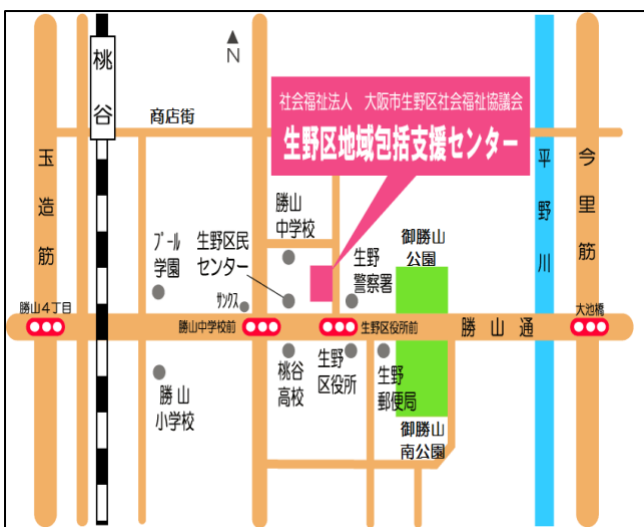 桃谷
N
社会福祉法人 大阪市生野区社会福祉協議会
生野区地域包括支援センター
商店街
玉造筋
平野川
今里筋
勝山
中学校
プール
学園
生野区民
センター
生野
警察署
御勝山
公園
サンクス
勝山4丁目
勝山中学校前
生野区役所前
勝山通
大池橋
勝山
小学校
桃谷
高校
生野
区役所
生野
郵便局
御勝山
南公園